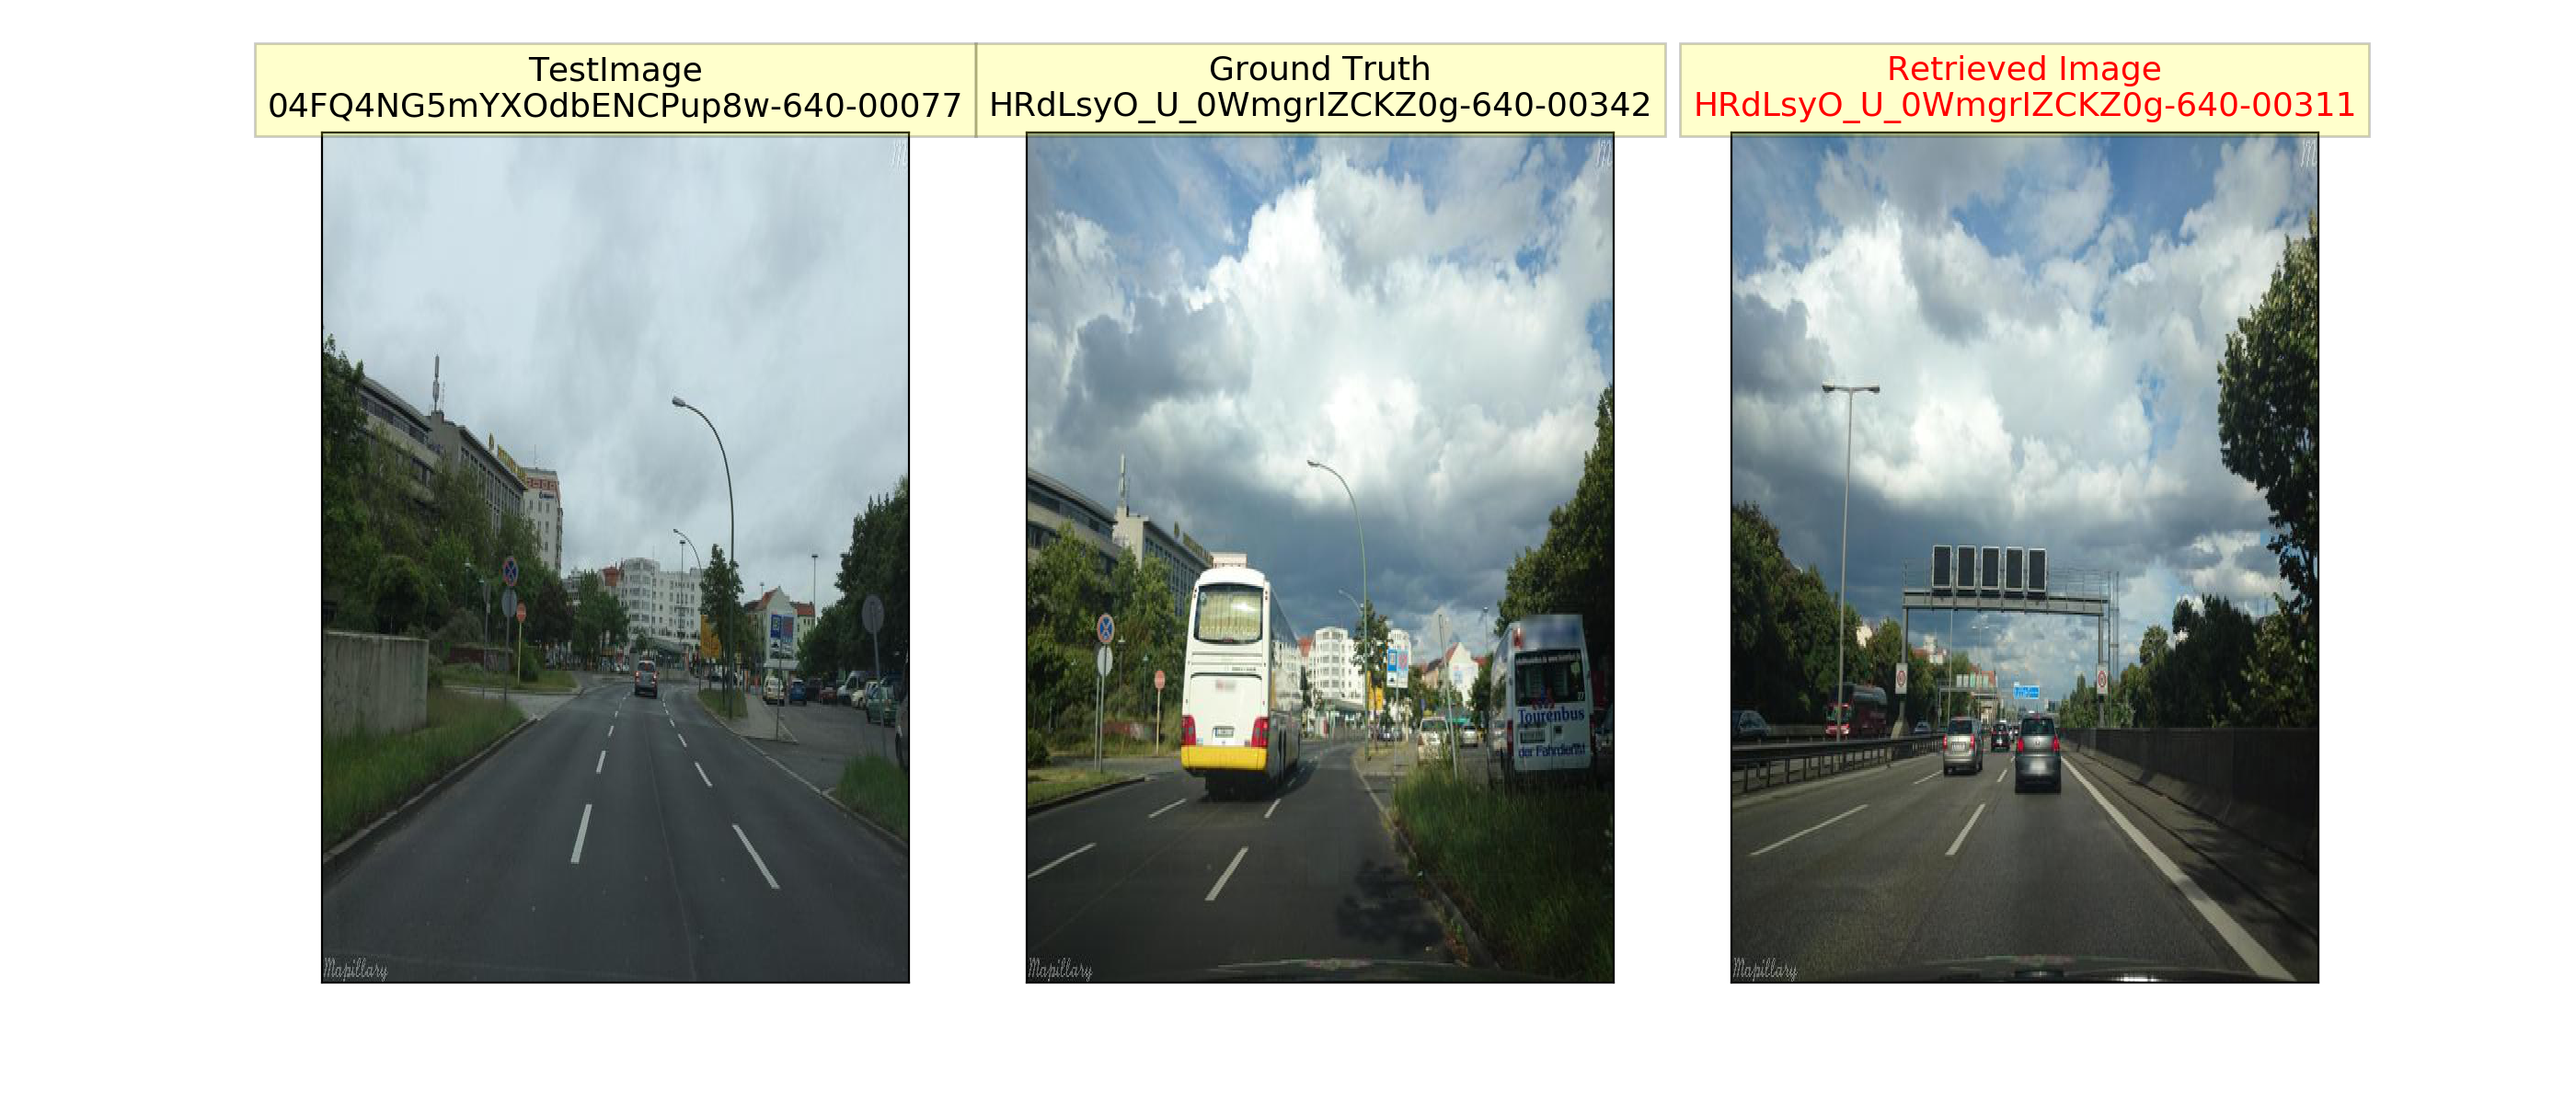 TestImage
04FQ4NG5mYXOdbENCPup8w-640-00077
Ground Truth
HRdLsyO_U_0WmgrIZCKZ0g-640-00342
Retrieved Image
HRdLsyO_U_0WmgrIZCKZ0g-640-00311
M
M
M
Tourenbus
der Fahrdienst
Mapillary
Mapillary
Mapillary